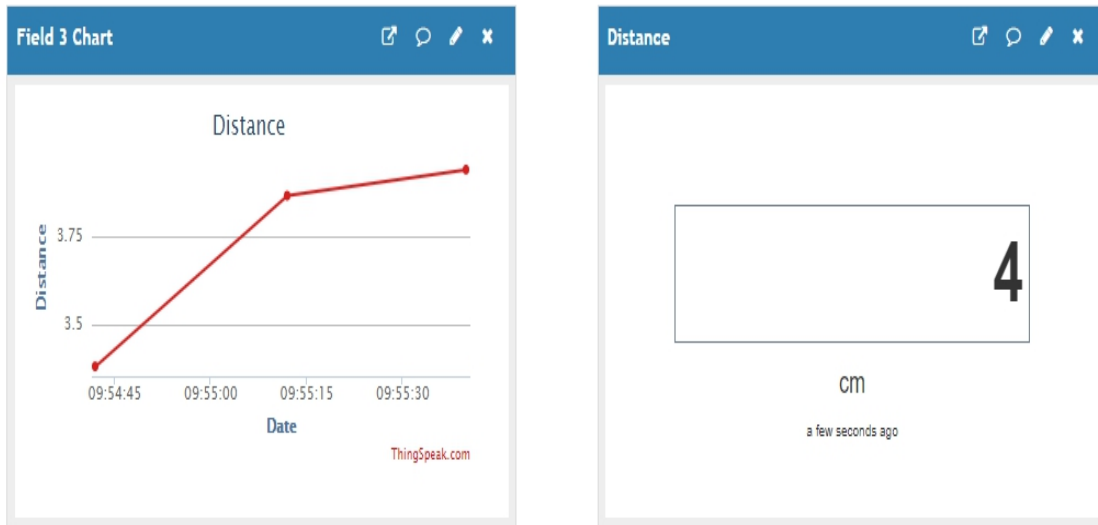 Field 3 Chart
Distance
Distance
3.75
3.5
09:54:45 09:55:00 09:55:15 09:55:30
Date
ThingSpeak.com
Distance
4
cm
a few seconds ago